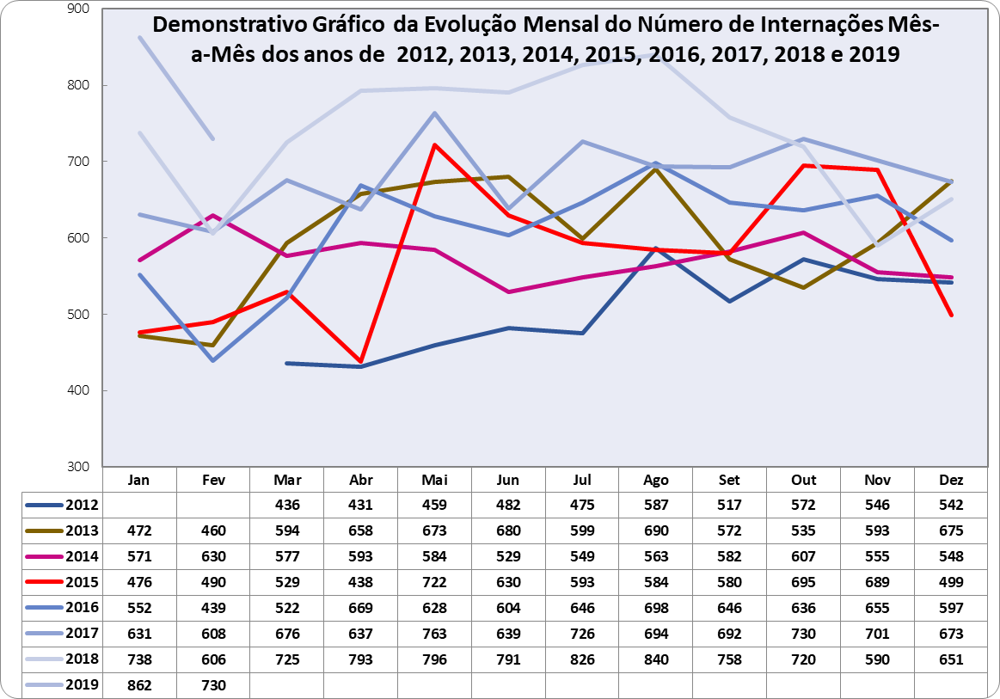 Demonstrativo Gráfico da Evolução Mensal do Número de Internações Mês-
a-Mês dos anos de 2012, 2013, 2014, 2015, 2016, 2017, 2018 e 2019
900
800
700
600
500
400
300
Jan Fev Mar Abr Mai Jun Jul Ago Set Out Nov Dez
2012 436 431 459 482 475 587 517 572 546 542
2013 472 460 594 658 673 680 599 690 572 535 593 675
2014 571 630 577 593 584 529 549 563 582 607 555 548
2015 476 490 529 438 722 630 593 584 580 695 689 499
2016 552 439 522 669 628 604 646 698 646 636 655 597
2017 631 608 676 637 763 639 726 694 692 730 701 673
2018 738 606 725 793 796 791 826 840 758 720 590 651
2019 862 730